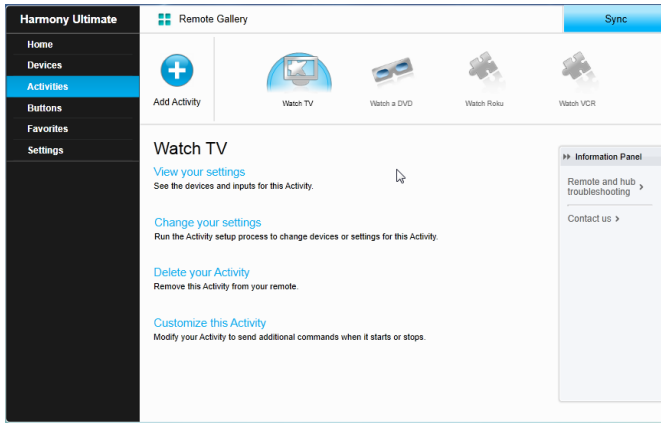 Harmony Ultimate
Remote Gallery
Sync
Home
Devices
Activities
Buttons
Favorites
Settings
Add Activity
Watch TV
Watch a DVD
Watch Roku
Watch VCR
Watch TV
View your settings
See the devices and inputs for this Activity.
Change your settings
Run the Activity setup process to change devices or settings for this Activity.
Delete your Activity
Remove this Activity from your remote.
Customize this Activity
Modify your Activity to send additional commands when it starts or stops.
Information Panel
Remote and hub
troubleshooting
Contact us